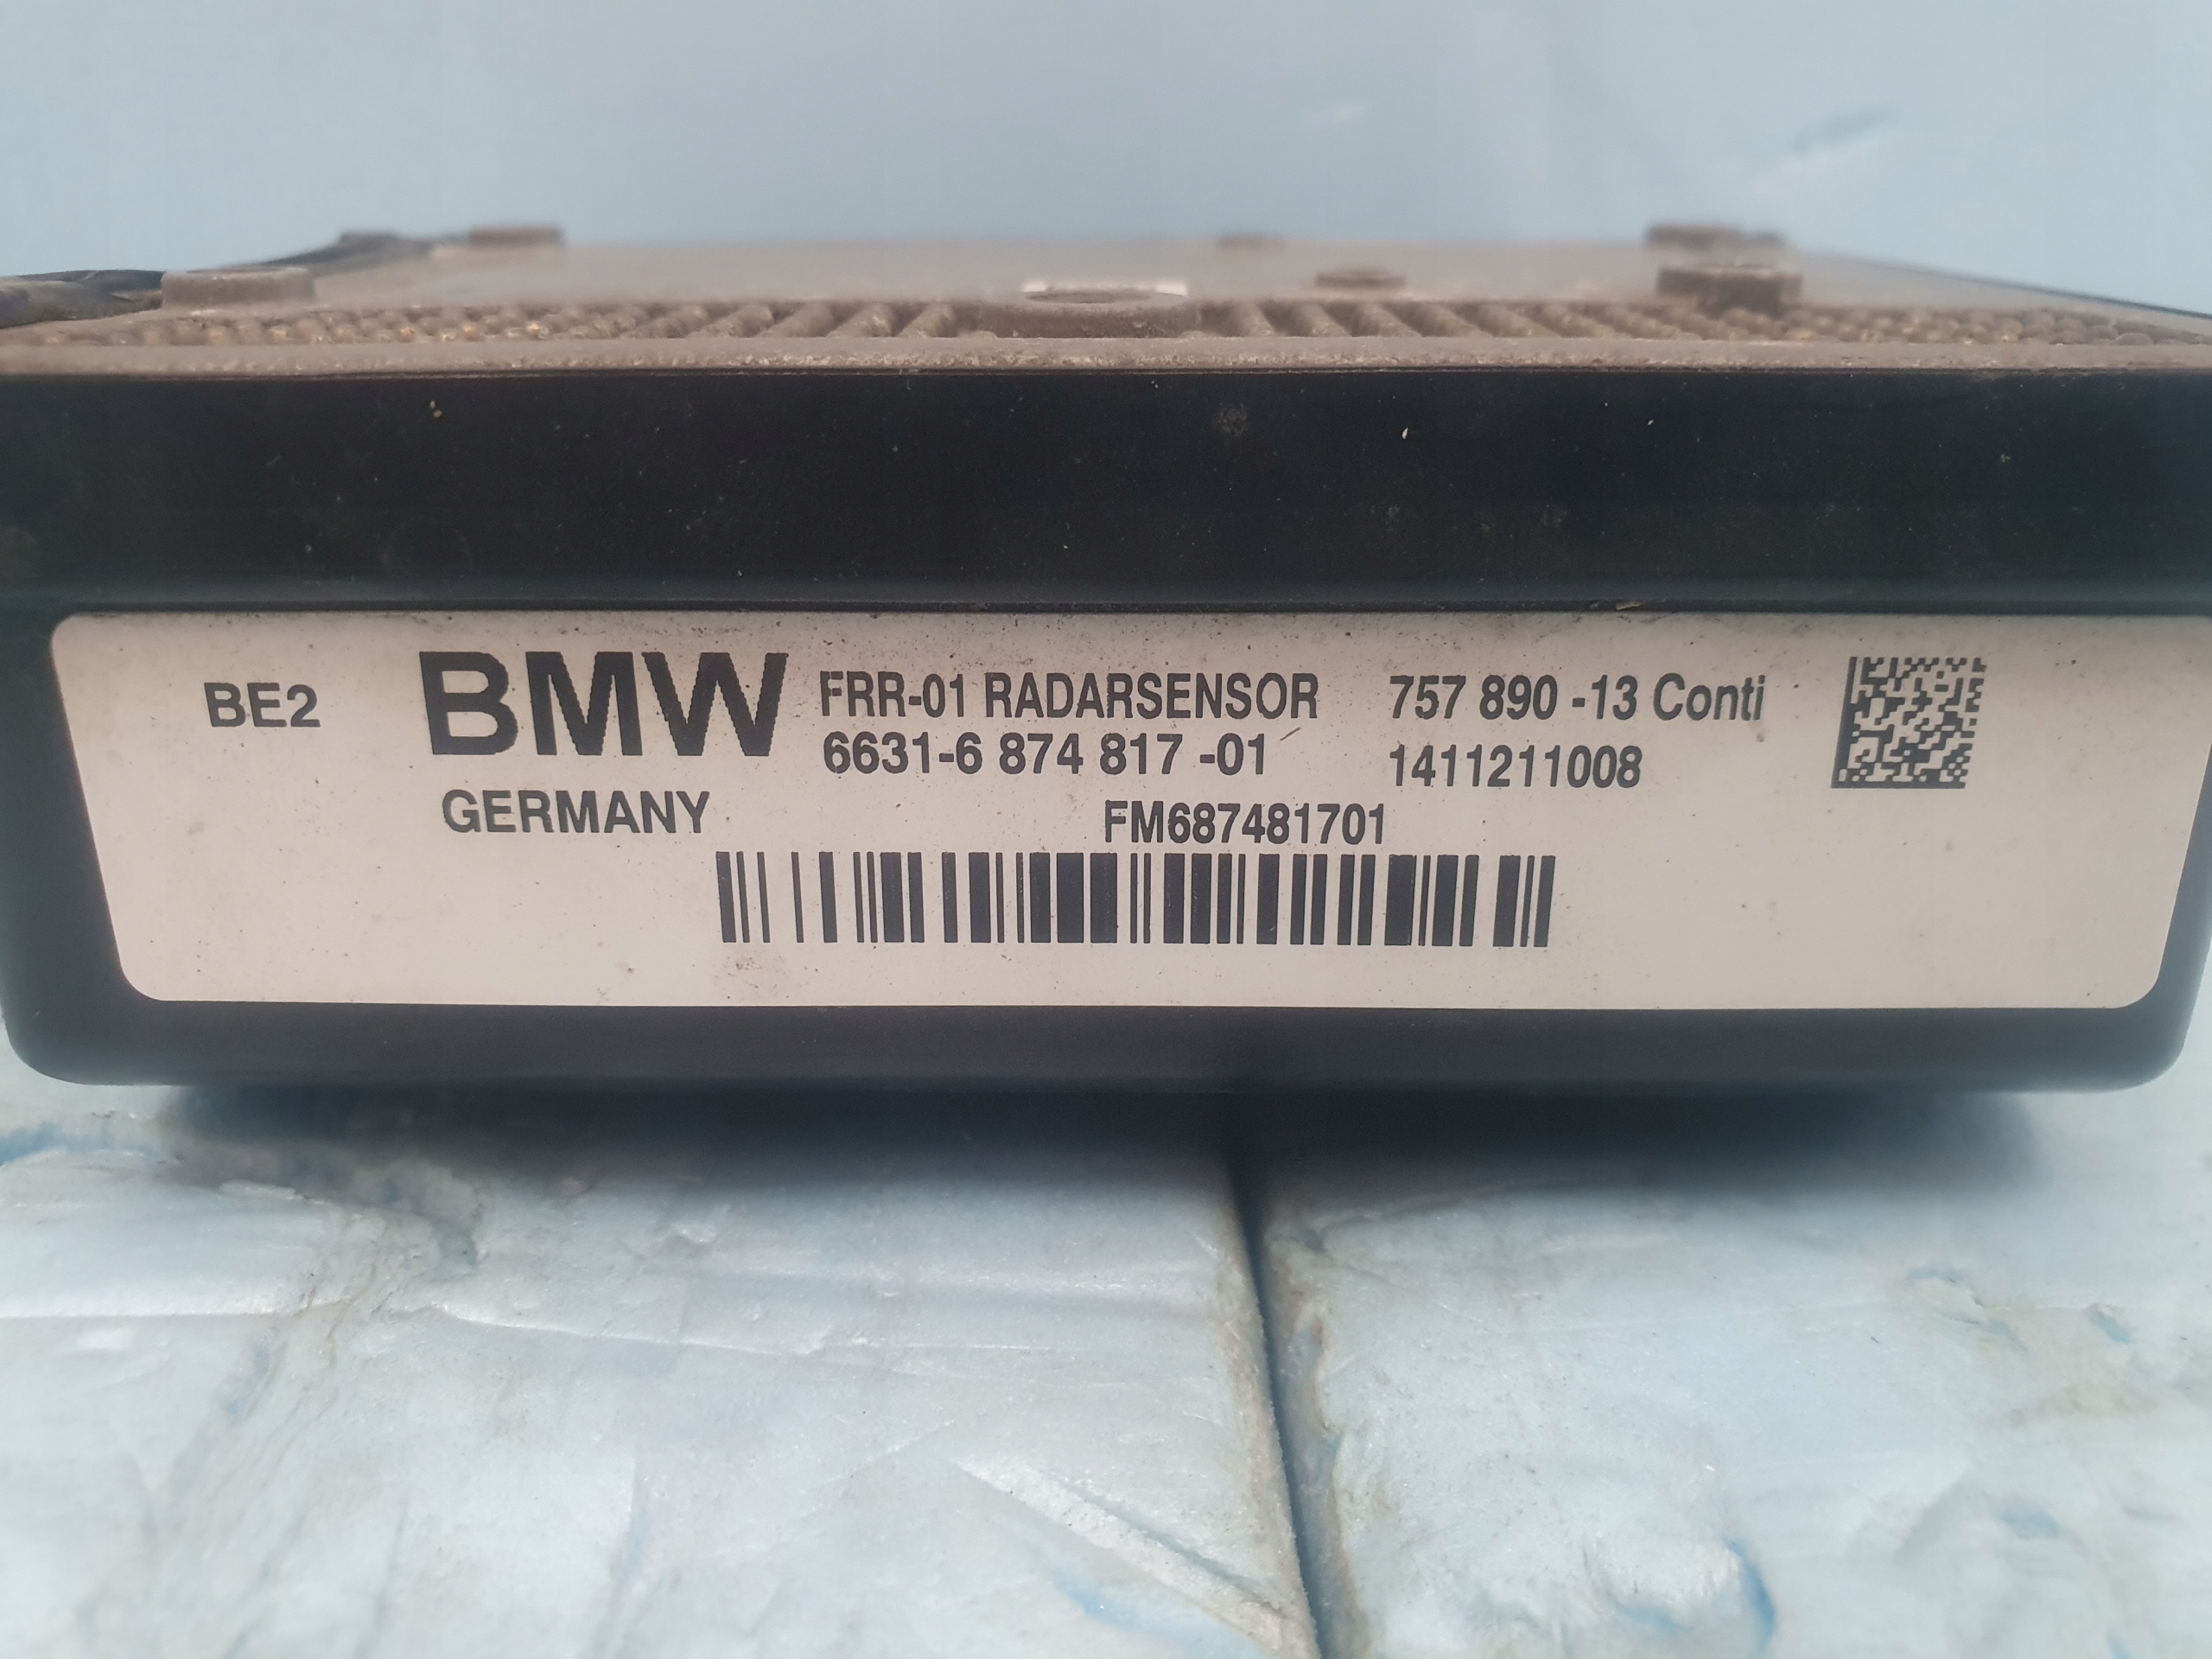 BE2 BMW FRR-01 RADARSENSOR 757 890 -13 Conti
6631-6 874 817 -01 1411211008
GERMANY FM687481701